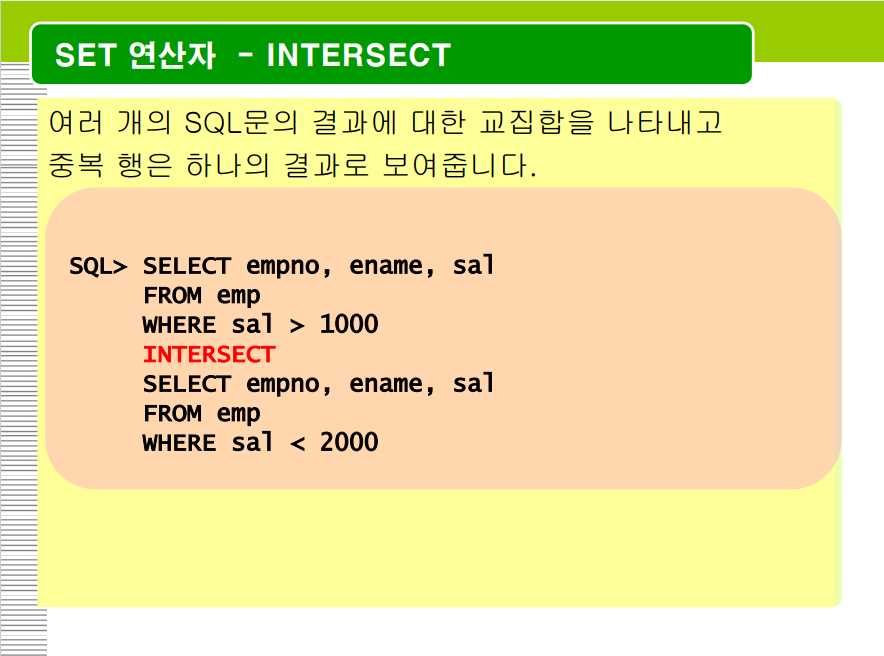 SET 연산자 - INTERSECT
여러 개의 SQL문의 결과에 대한 교집합을 나타내고
중복 행은 하나의 결과로 보여줍니다.
SQL> SELECT empno, ename, sal
FROM emp
WHERE sal > 1000
INTERSECT
SELECT empno, ename, sal
FROM emp
WHERE sal < 2000